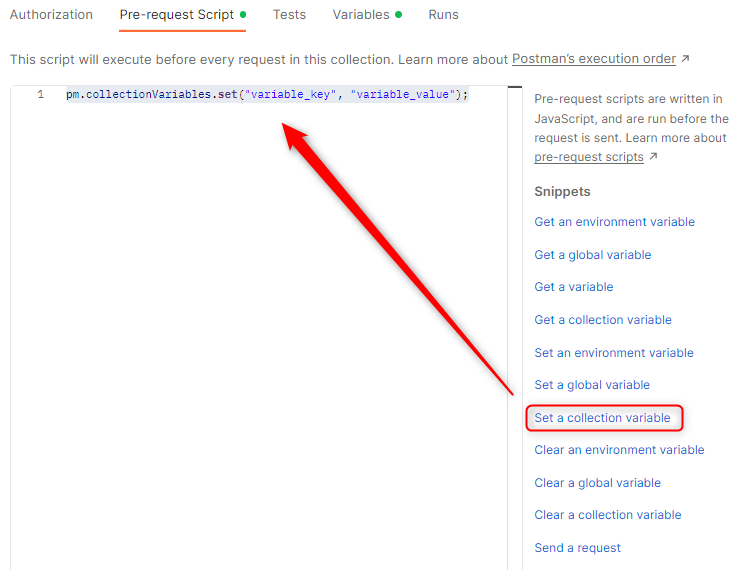 Authorization Pre-request Script Tests Variables Runs
This script will execute before every request in this collection. Learn more about Postman's execution order ↗
1 pm.collectionVariables.set("variable_key", "variable_value");
Pre-request scripts are written in
JavaScript, and are run before the
request is sent. Learn more about
pre-request scripts ↗
Snippets
Get an environment variable
Get a global variable
Get a variable
Get a collection variable
Set an environment variable
Set a global variable
Set a collection variable
Clear an environment variable
Clear a global variable
Clear a collection variable
Send a request